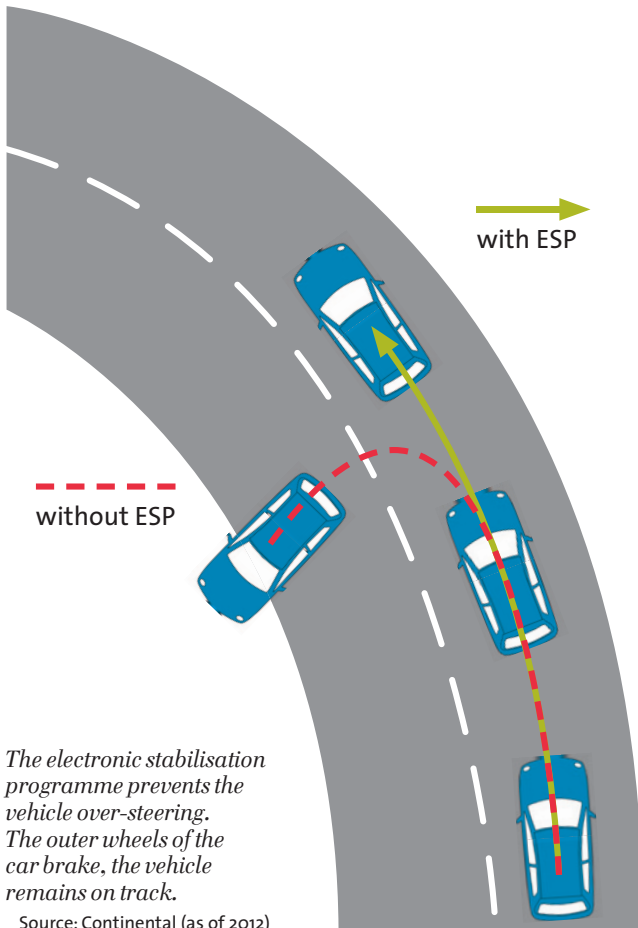 with ESP
without ESP
The electronic stabilisation
programme prevents the
vehicle over-steering.
The outer wheels of the
car brake, the vehicle
remains on track.
Source: Continental (as of 2012)